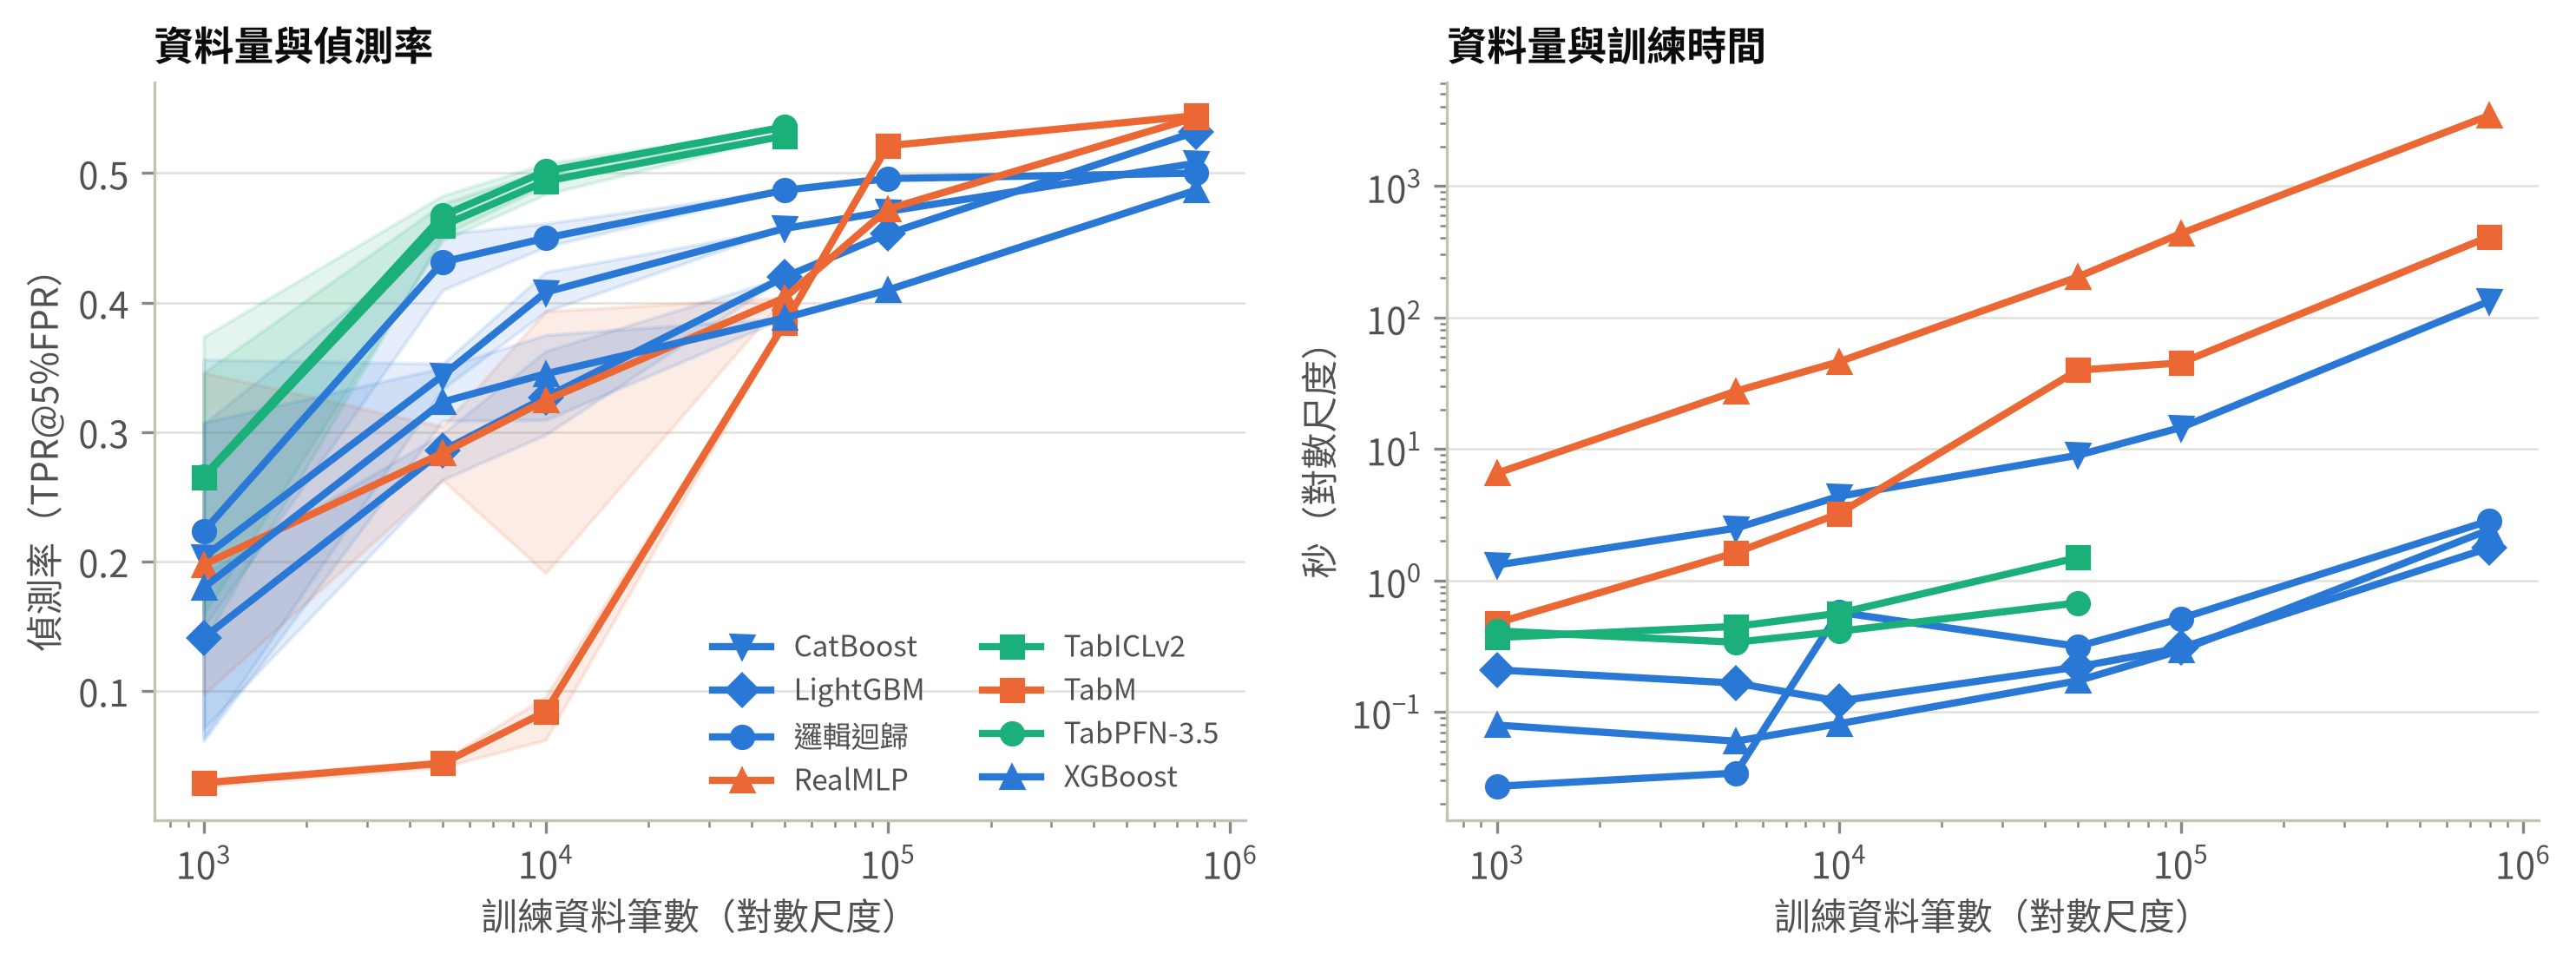 資料量與偵測率
偵測率（TPR@5%FPR）
0.5
0.4
0.3
0.2
0.1
10³
10⁴
10⁵
10⁶
訓練資料筆數（對數尺度）
CatBoost
LightGBM
邏輯迴歸
RealMLP
TabICLv2
TabM
TabPFN-3.5
XGBoost
資料量與訓練時間
秒（對數尺度）
10³
10²
10¹
10⁰
10⁻¹
10³
10⁴
10⁵
10⁶
訓練資料筆數（對數尺度）